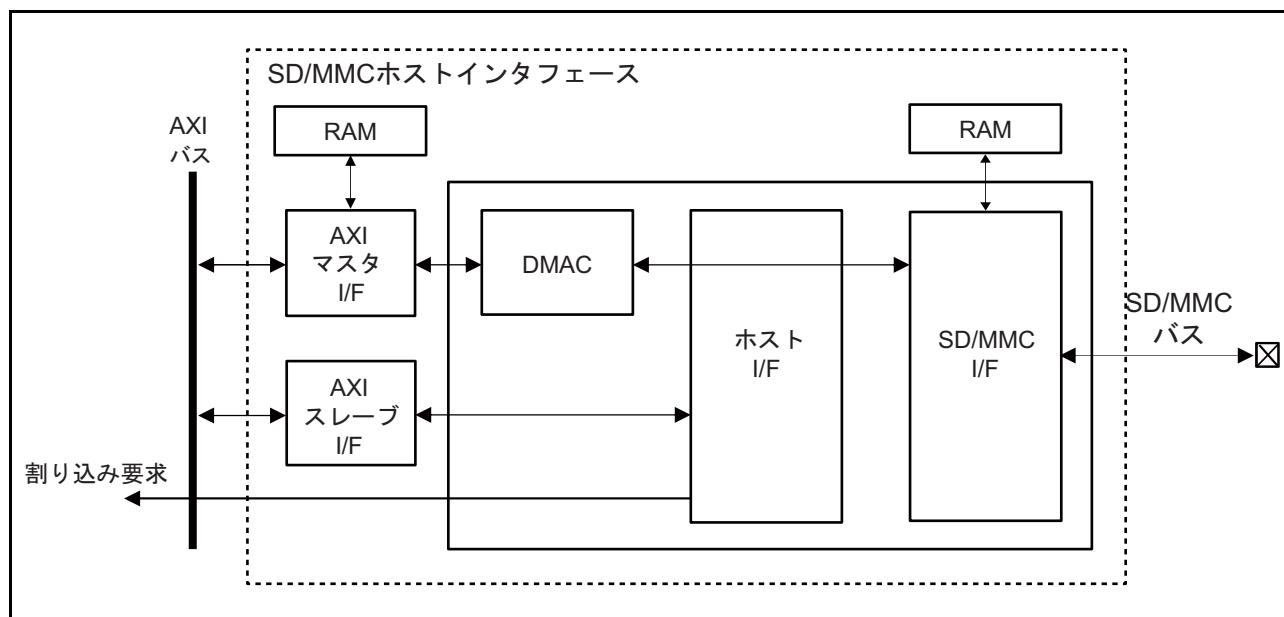 SD/MMCホストインタフェース
AXI
バス
RAM
RAM
AXI
マスタ
I/F
DMAC
ホスト
I/F
SD/MMC
I/F
SD/MMC
バス
AXI
スレーブ
I/F
割り込み要求